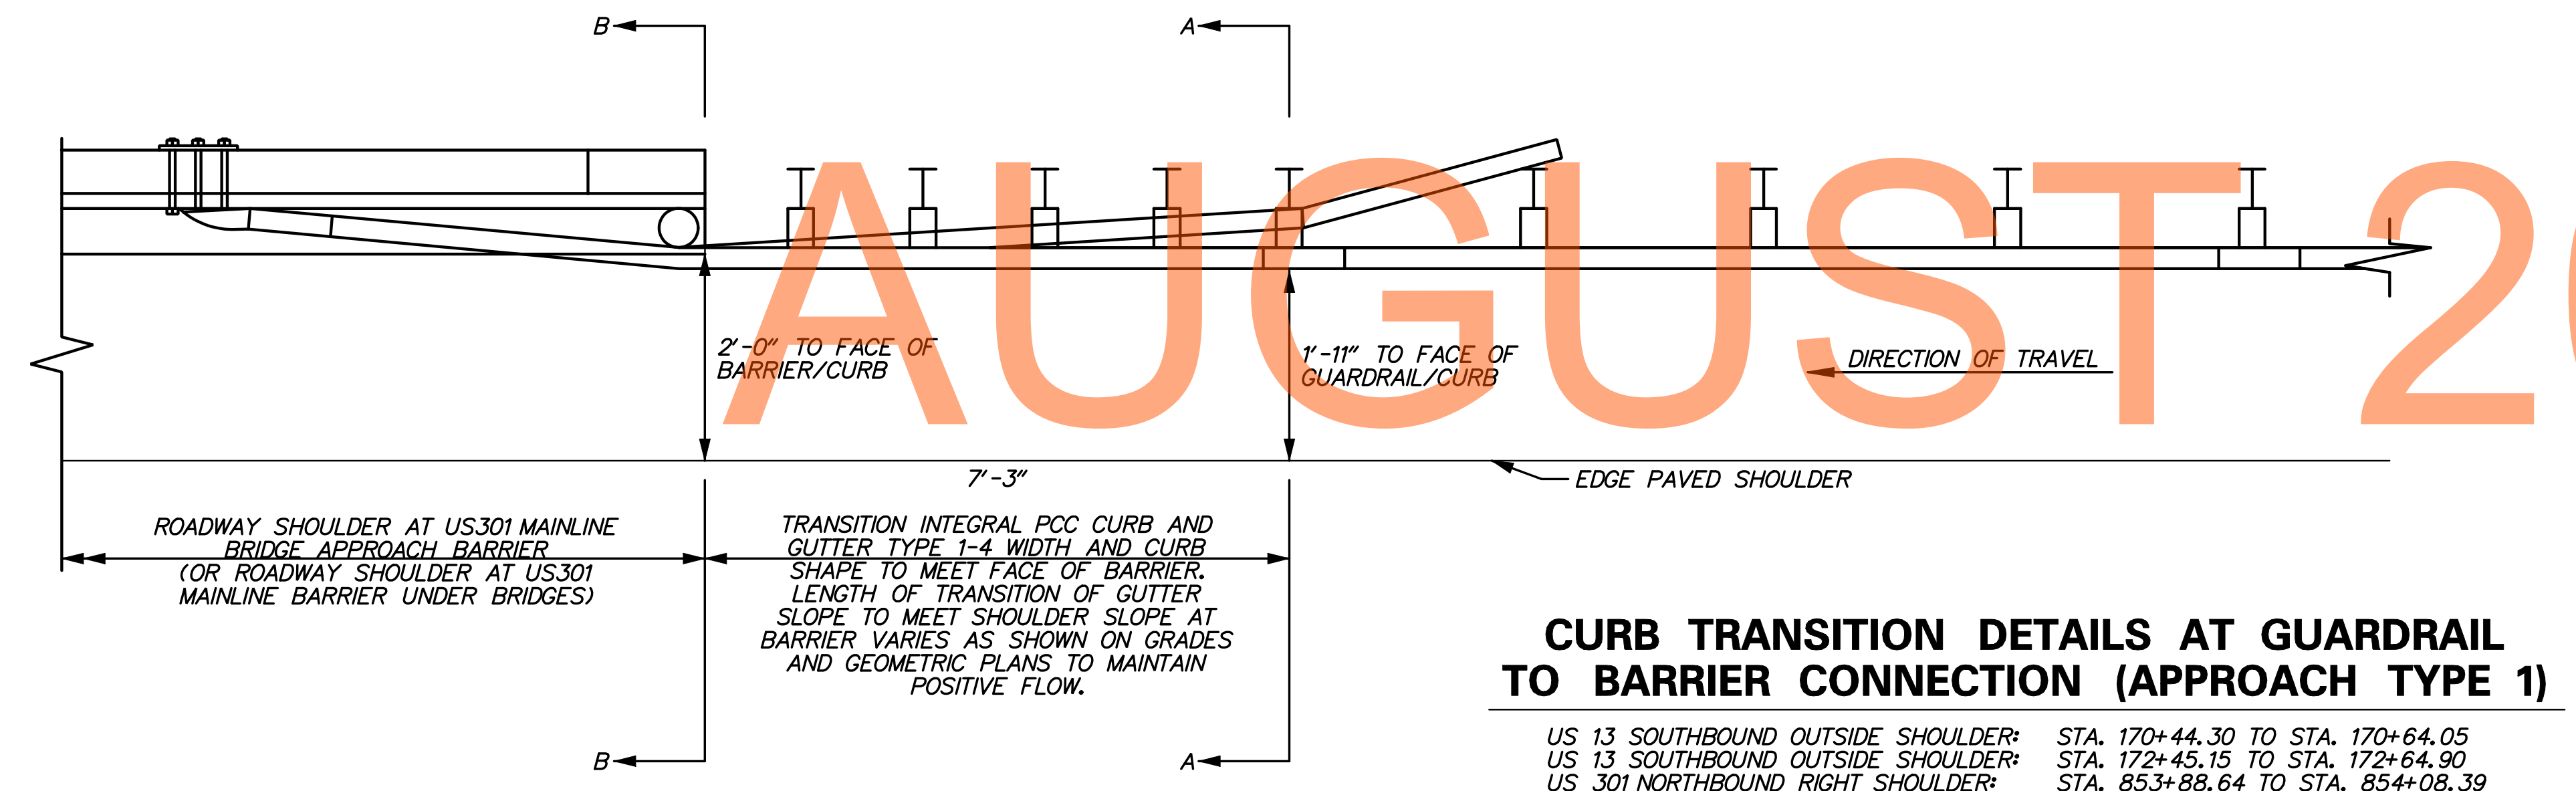 B
A
AUGUST 20
2'-0" TO FACE OF
BARRIER/CURB
1'-11" TO FACE OF
GUARDRAIL/CURB
DIRECTION OF TRAVEL
7'-3"
EDGE PAVED SHOULDER
ROADWAY SHOULDER AT US301 MAINLINE
BRIDGE APPROACH BARRIER
(OR ROADWAY SHOULDER AT US301
MAINLINE BARRIER UNDER BRIDGES)
TRANSITION INTEGRAL PCC CURB AND
GUTTER TYPE 1-4 WIDTH AND CURB
SHAPE TO MEET FACE OF BARRIER.
LENGTH OF TRANSITION OF GUTTER
SLOPE TO MEET SHOULDER SLOPE AT
BARRIER VARIES AS SHOWN ON GRADES
AND GEOMETRIC PLANS TO MAINTAIN
POSITIVE FLOW.
B
A
CURB TRANSITION DETAILS AT GUARDRAIL
TO BARRIER CONNECTION (APPROACH TYPE 1)
US 13 SOUTHBOUND OUTSIDE SHOULDER: STA. 170+44.30 TO STA. 170+64.05
US 13 SOUTHBOUND OUTSIDE SHOULDER: STA. 172+45.15 TO STA. 172+64.90
US 301 NORTHBOUND RIGHT SHOULDER: STA. 853+88.64 TO STA. 854+08.39